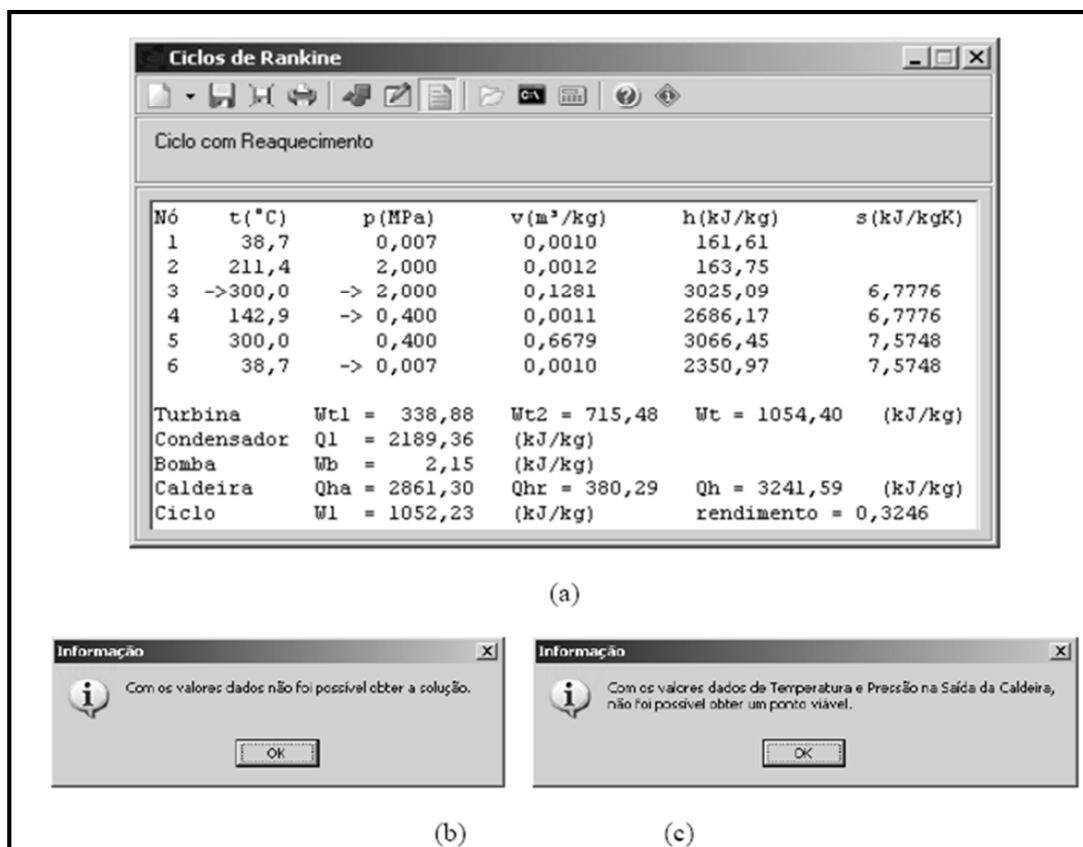 Ciclos de Rankine
Ciclo com Reaquecimento
Nó t(°C) p(MPa) v(m³/kg) h(kJ/kg) s(kJ/kgK)
1 38,7 0,007 0,0010 161,61
2 211,4 2,000 0,0012 163,75
3 ->300,0 -> 2,000 0,1281 3025,09 6,7776
4 142,9 -> 0,400 0,0011 2686,17 6,7776
5 300,0 0,400 0,6679 3066,45 7,5748
6 38,7 -> 0,007 0,0010 2350,97 7,5748
Turbina Wt1 = 338,88 Wt2 = 715,48 Wt = 1054,40 (kJ/kg)
Condensador Ql = 2189,36 (kJ/kg)
Bomba Wb = 2,15 (kJ/kg)
Caldeira Qha = 2861,30 Qhr = 380,29 Qh = 3241,59 (kJ/kg)
Ciclo Wl = 1052,23 (kJ/kg) rendimento = 0,3246
(a)
Informação
Com os valores dados não foi possível obter a solução.
OK
(b)
Informação
Com os valores dados de Temperatura e Pressão na Saída da Caldeira,
não foi possível obter um ponto viável.
OK
(c)